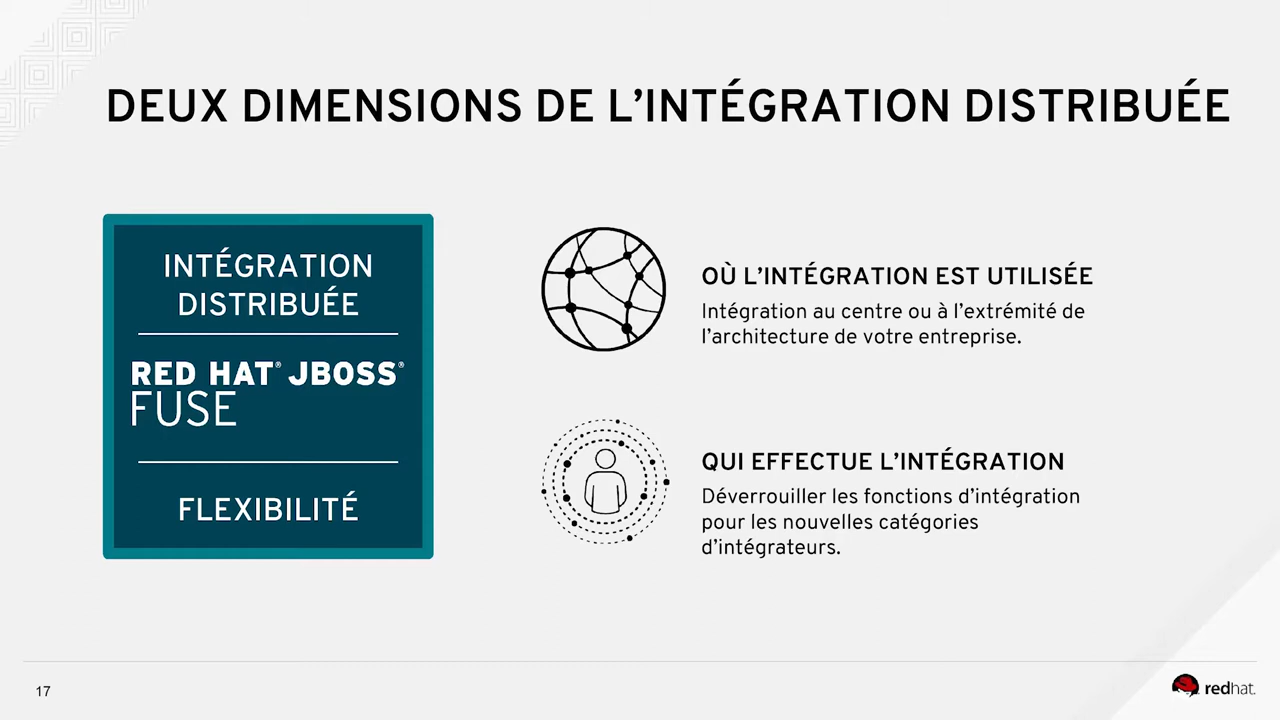 DEUX DIMENSIONS DE L’INTÉGRATION DISTRIBUÉE
INTÉGRATION
DISTRIBUÉE
RED HAT® JBOSS®
FUSE
FLEXIBILITÉ
OÙ L’INTÉGRATION EST UTILISÉE
Intégration au centre ou à l’extrémité de
l’architecture de votre entreprise.
QUI EFFECTUE L’INTÉGRATION
Déverrouiller les fonctions d’intégration
pour les nouvelles catégories
d’intégrateurs.
17
redhat.